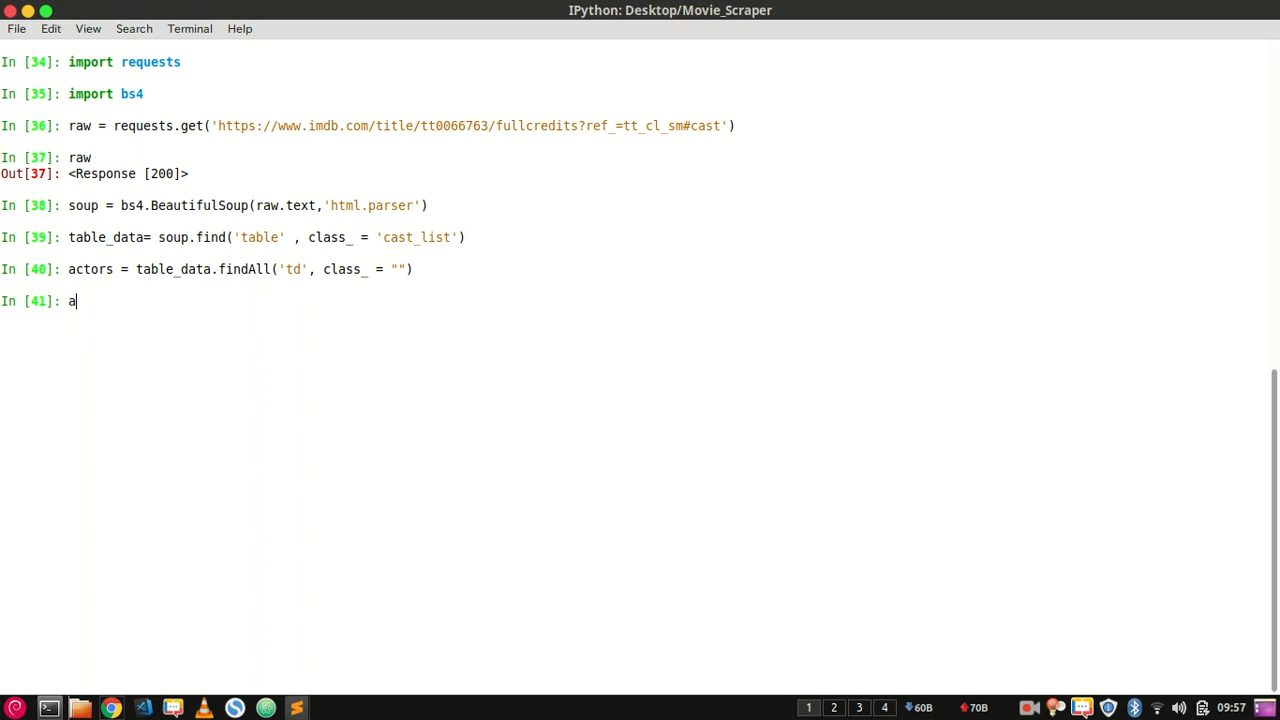 IPython: Desktop/Movie_Scraper
File Edit View Search Terminal Help
In [34]: import requests
In [35]: import bs4
In [36]: raw = requests.get('https://www.imdb.com/title/tt0066763/fullcredits?ref_=tt_cl_sm#cast')
In [37]: raw
Out[37]: <Response [200]>
In [38]: soup = bs4.BeautifulSoup(raw.text,'html.parser')
In [39]: table_data= soup.find('table' , class_ = 'cast_list')
In [40]: actors = table_data.findAll('td', class_ = "")
In [41]: a
1 2 3 4 60B 70B 09:57